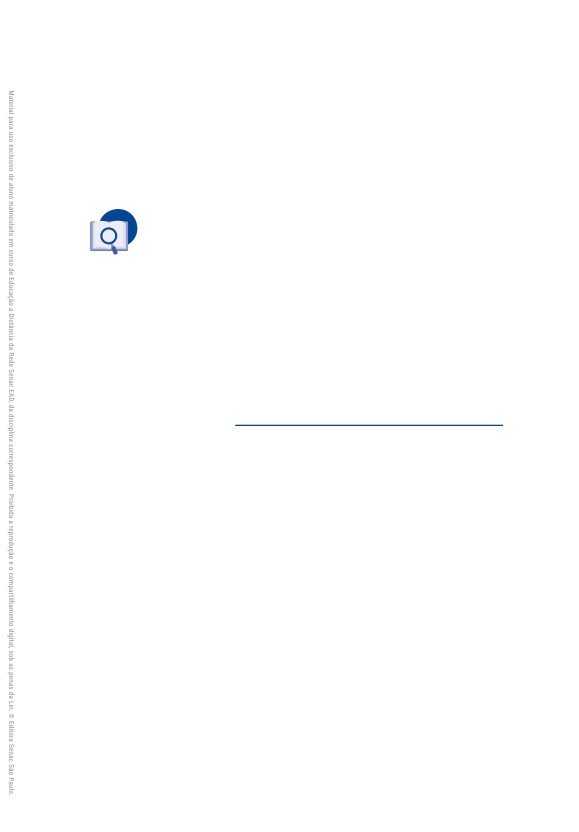 Material para uso exclusivo de aluno matriculado em curso de Educação a Distância da Rede Senac EAD, da disciplina correspondente. Proibida a reprodução e o compartilhamento digital, sob as penas da Lei. © Editora Senac São Paulo.